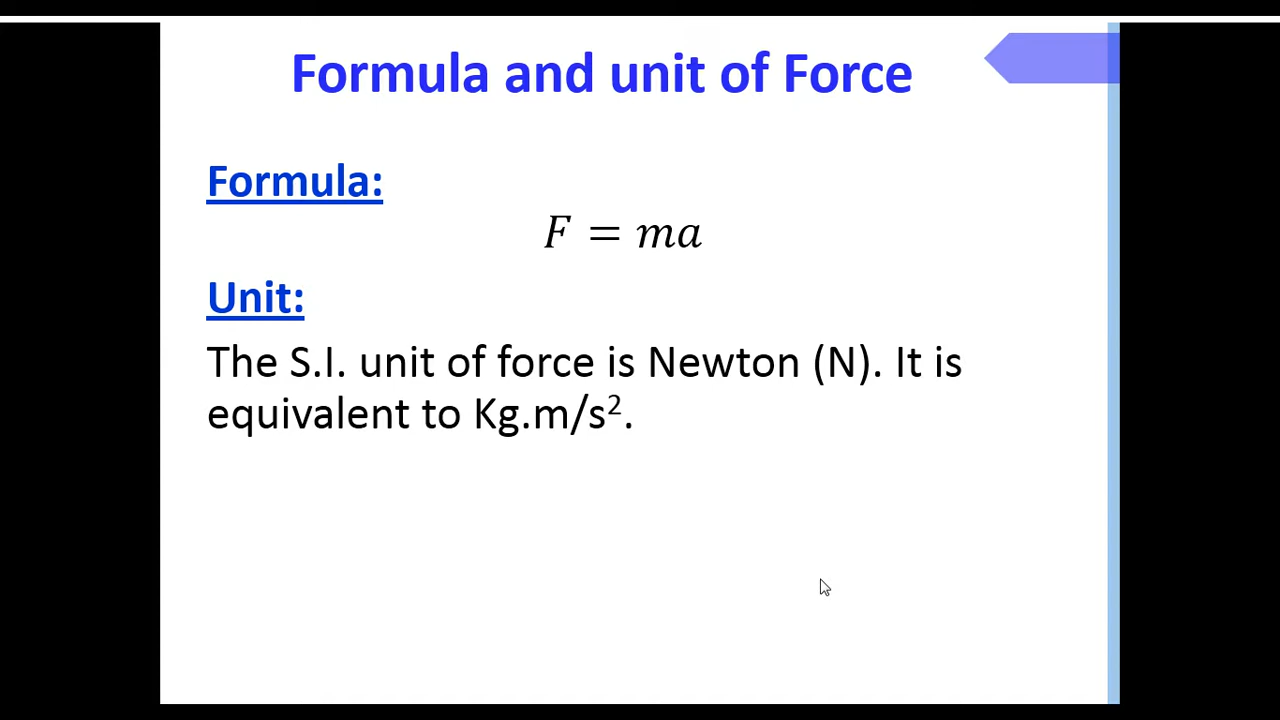 Formula and unit of Force
Formula:
F = ma
Unit:
The S.I. unit of force is Newton (N). It is
equivalent to Kg.m/s².